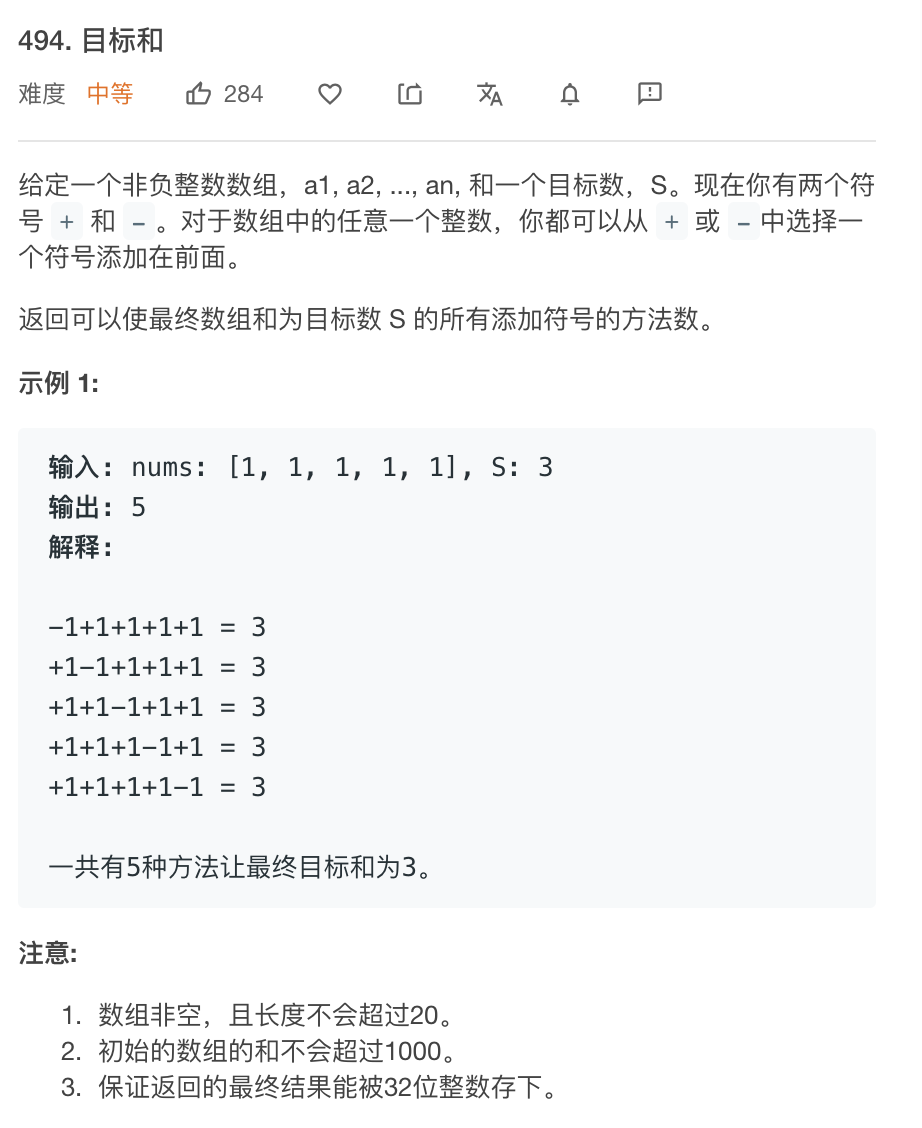 494. 目标和
难度 中等 284
给定一个非负整数数组，a1, a2, ..., an, 和一个目标数，S。现在你有两个符
号 + 和 -。对于数组中的任意一个整数，你都可以从 + 或 -中选择一
个符号添加在前面。
返回可以使最终数组和为目标数 S 的所有添加符号的方法数。
示例 1:
输入: nums: [1, 1, 1, 1, 1], S: 3
输出: 5
解释:
-1+1+1+1+1 = 3
+1-1+1+1+1 = 3
+1+1-1+1+1 = 3
+1+1+1-1+1 = 3
+1+1+1+1-1 = 3
一共有5种方法让最终目标和为3。
注意:
1. 数组非空，且长度不会超过20。
2. 初始的数组的和不会超过1000。
3. 保证返回的最终结果能被32位整数存下。